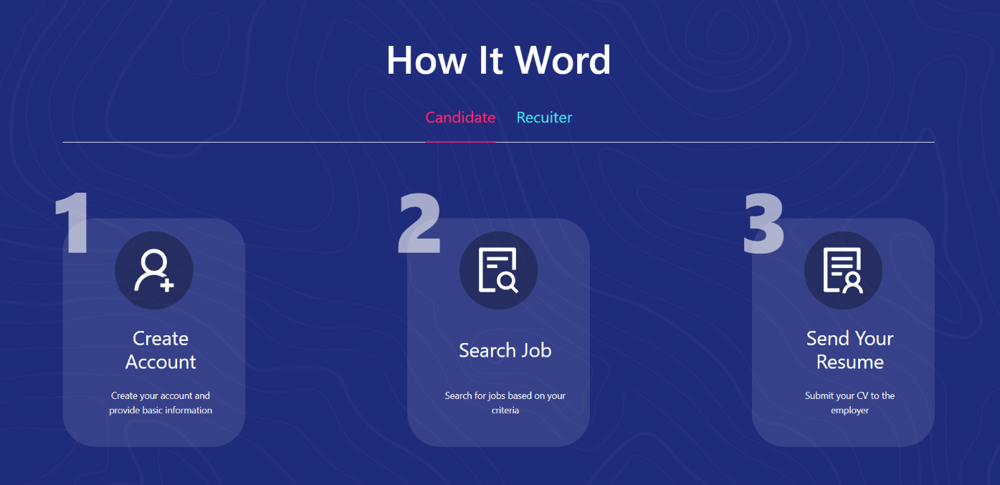 How It Word
Candidate
Recuiter
1
2
3
Create
Account
Create your account and
provide basic information
Search Job
Search for jobs based on your
criteria
Send Your
Resume
Submit your CV to the
employer